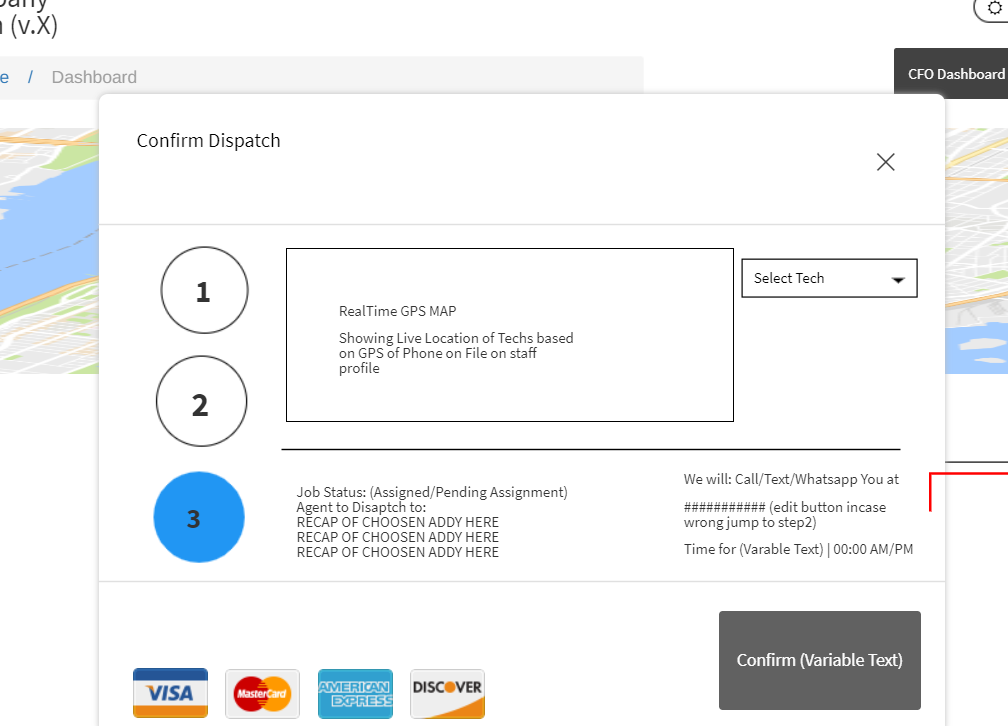 (v.X)
/ Dashboard
CFO Dashboard
Confirm Dispatch
1
RealTime GPS MAP
Showing Live Location of Techs based
on GPS of Phone on File on staff
profile
Select Tech
2
3
Job Status: (Assigned/Pending Assignment)
Agent to Disaptch to:
RECAP OF CHOOSEN ADDY HERE
RECAP OF CHOOSEN ADDY HERE
RECAP OF CHOOSEN ADDY HERE
We will: Call/Text/Whatsapp You at
########### (edit button incase
wrong jump to step2)
Time for (Varable Text) | 00:00 AM/PM
Confirm (Variable Text)
VISA
MasterCard
AMERICAN
EXPRESS
DISCOVER